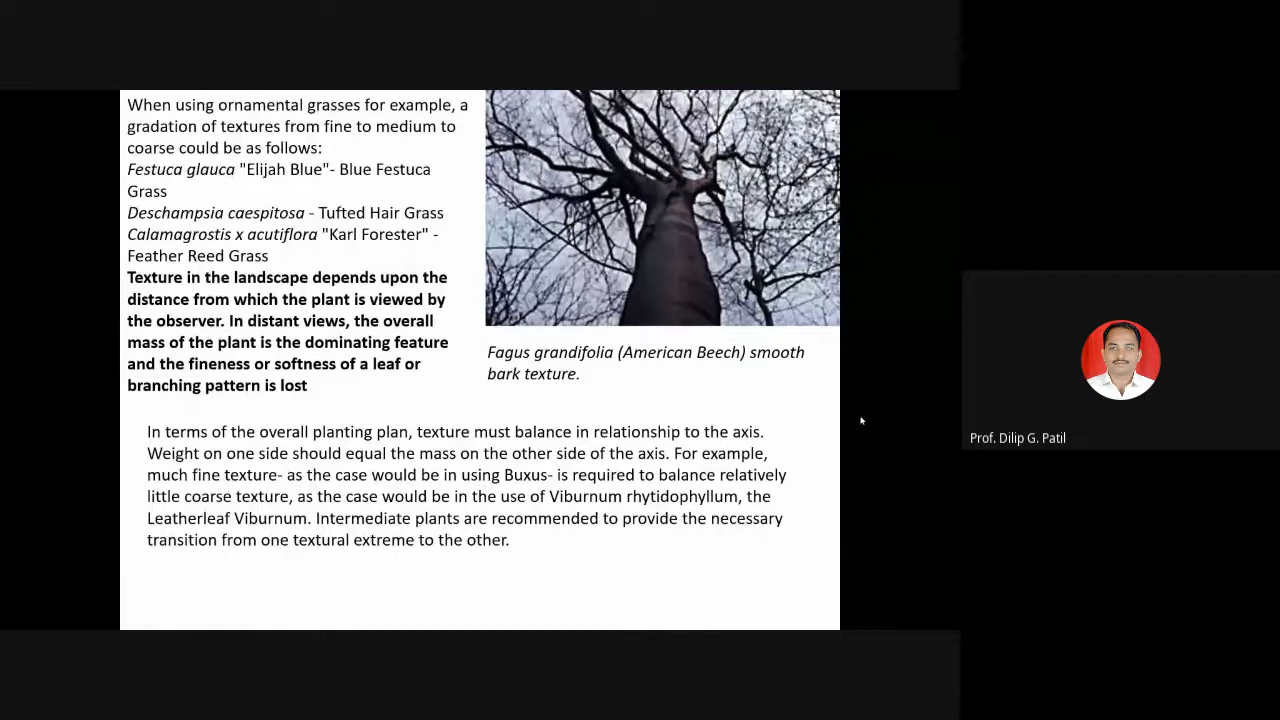 When using ornamental grasses for example, a
gradation of textures from fine to medium to
coarse could be as follows:
Festuca glauca "Elijah Blue"- Blue Festuca
Grass
Deschampsia caespitosa - Tufted Hair Grass
Calamagrostis x acutiflora "Karl Forester" -
Feather Reed Grass
Texture in the landscape depends upon the
distance from which the plant is viewed by
the observer. In distant views, the overall
mass of the plant is the dominating feature
and the fineness or softness of a leaf or
branching pattern is lost
Fagus grandifolia (American Beech) smooth
bark texture.
In terms of the overall planting plan, texture must balance in relationship to the axis.
Weight on one side should equal the mass on the other side of the axis. For example,
much fine texture- as the case would be in using Buxus- is required to balance relatively
little coarse texture, as the case would be in the use of Viburnum rhytidophyllum, the
Leatherleaf Viburnum. Intermediate plants are recommended to provide the necessary
transition from one textural extreme to the other.
Prof. Dilip G. Patil